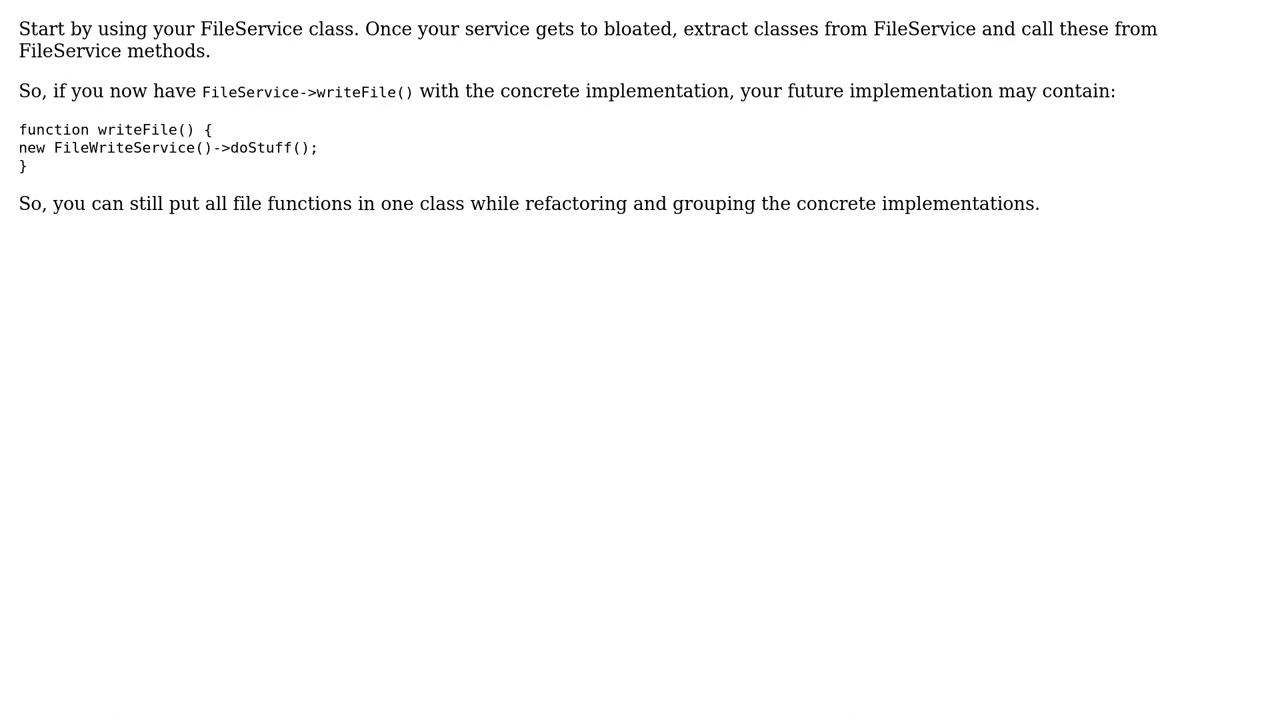 Start by using your FileService class. Once your service gets to bloated, extract classes from FileService and call these from
FileService methods.
So, if you now have FileService->writeFile() with the concrete implementation, your future implementation may contain:
function writeFile() {
new FileWriteService()->doStuff();
}
So, you can still put all file functions in one class while refactoring and grouping the concrete implementations.